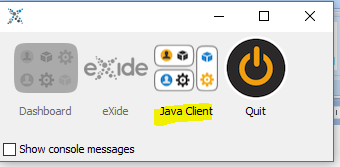 eXide
Dashboard eXide Java Client Quit
Show console messages